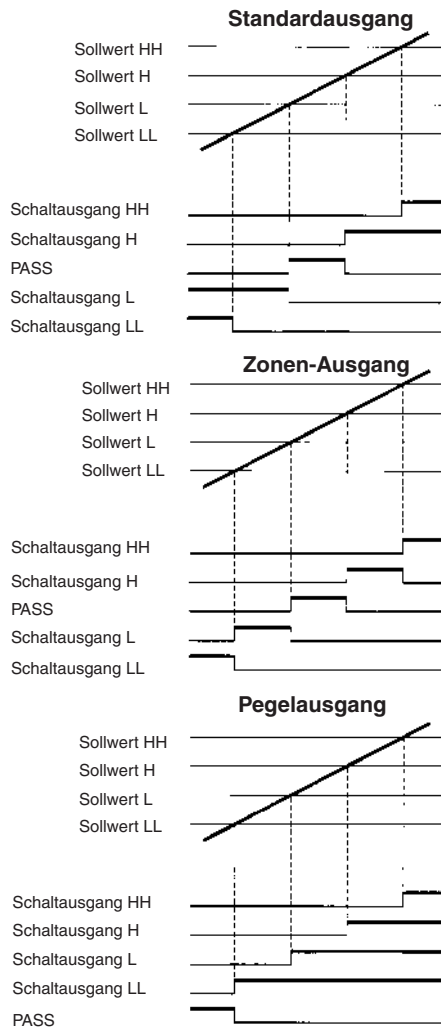 Standardausgang
Sollwert HH
Sollwert H
Sollwert L
Sollwert LL
Schaltausgang HH
Schaltausgang H
PASS
Schaltausgang L
Schaltausgang LL
Zonen-Ausgang
Sollwert HH
Sollwert H
Sollwert L
Sollwert LL
Schaltausgang HH
Schaltausgang H
PASS
Schaltausgang L
Schaltausgang LL
Pegelausgang
Sollwert HH
Sollwert H
Sollwert L
Sollwert LL
Schaltausgang HH
Schaltausgang H
Schaltausgang L
Schaltausgang LL
PASS